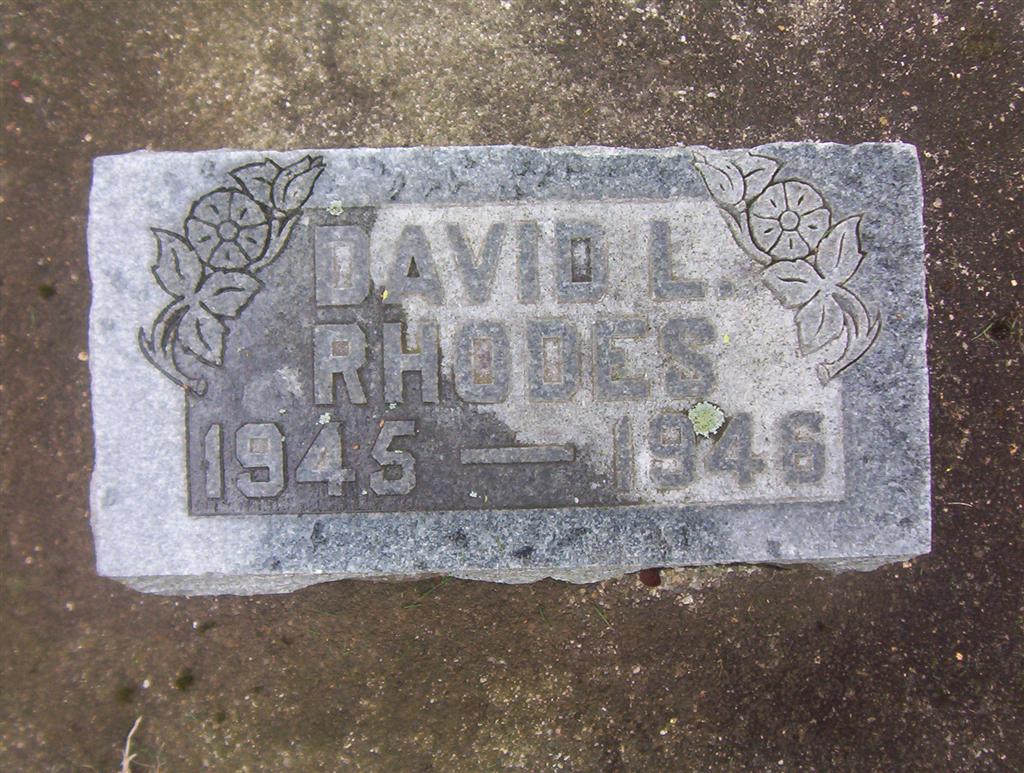 DAVID L.
RHODES
1945 — 1946